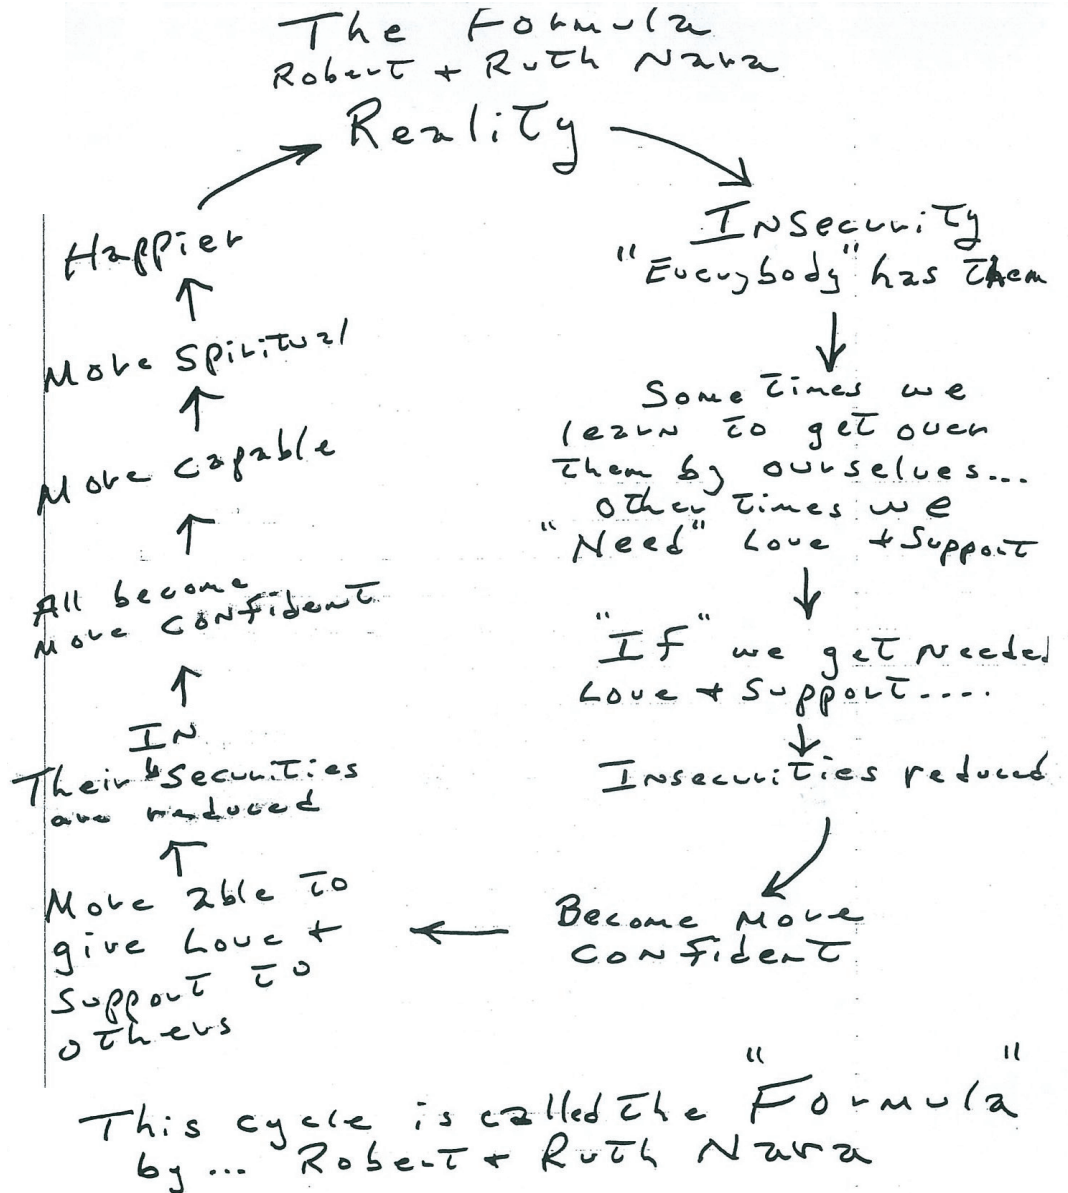 The Formula
Robert + Ruth Nara
Reality
Insecurity
"Everybody" has them
Some times we
learn to get over
them by ourselves...
other times we
"Need" Love + Support
"If" we get needed
Love + Support....
Insecurities reduced
Become more
confident
More able to
give Love +
support to
others
In
Their securities
are reduced
All become
more confident
More capable
More spiritual
Happier
This cycle is called the "Formula"
by... Robert + Ruth Nara